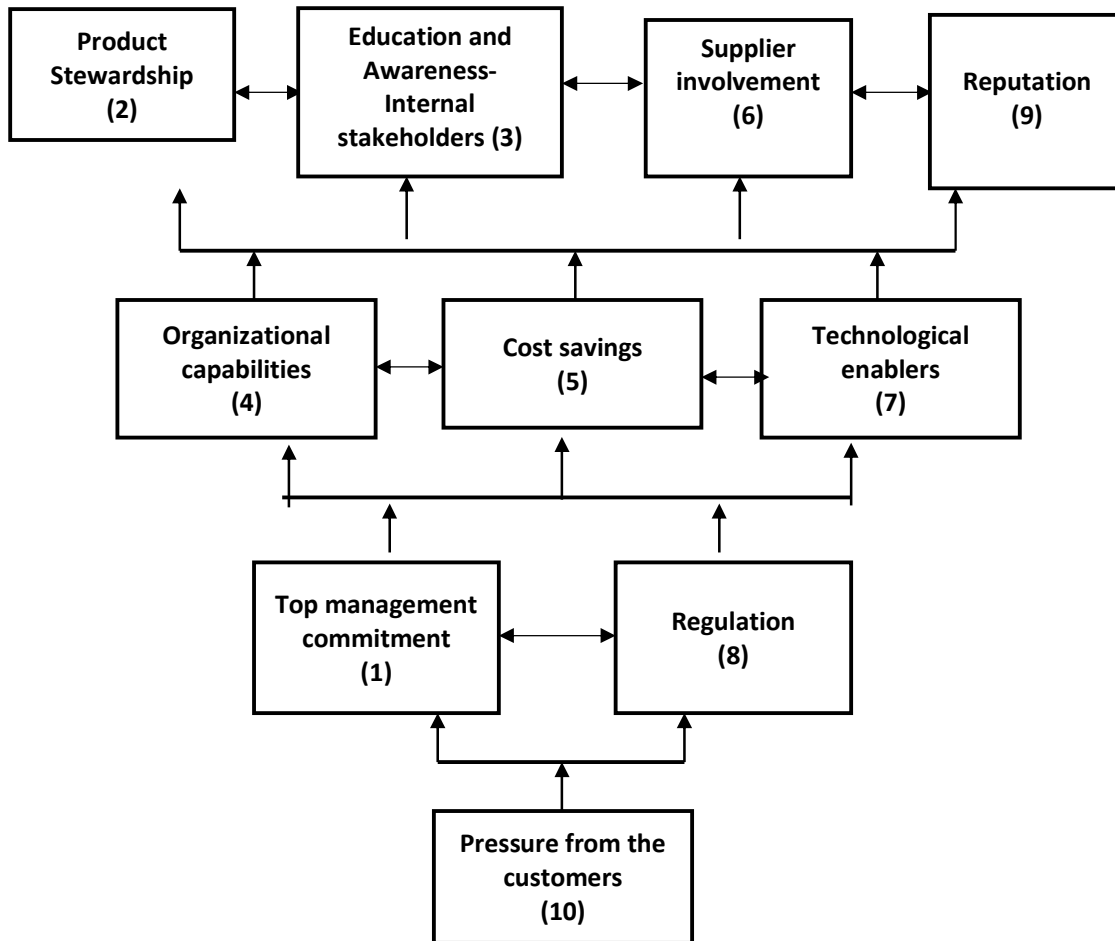 Product
Stewardship
(2)
Education and
Awareness-
Internal
stakeholders (3)
Supplier
involvement
(6)
Reputation
(9)
Organizational
capabilities
(4)
Cost savings
(5)
Technological
enablers
(7)
Top management
commitment
(1)
Regulation
(8)
Pressure from the
customers
(10)